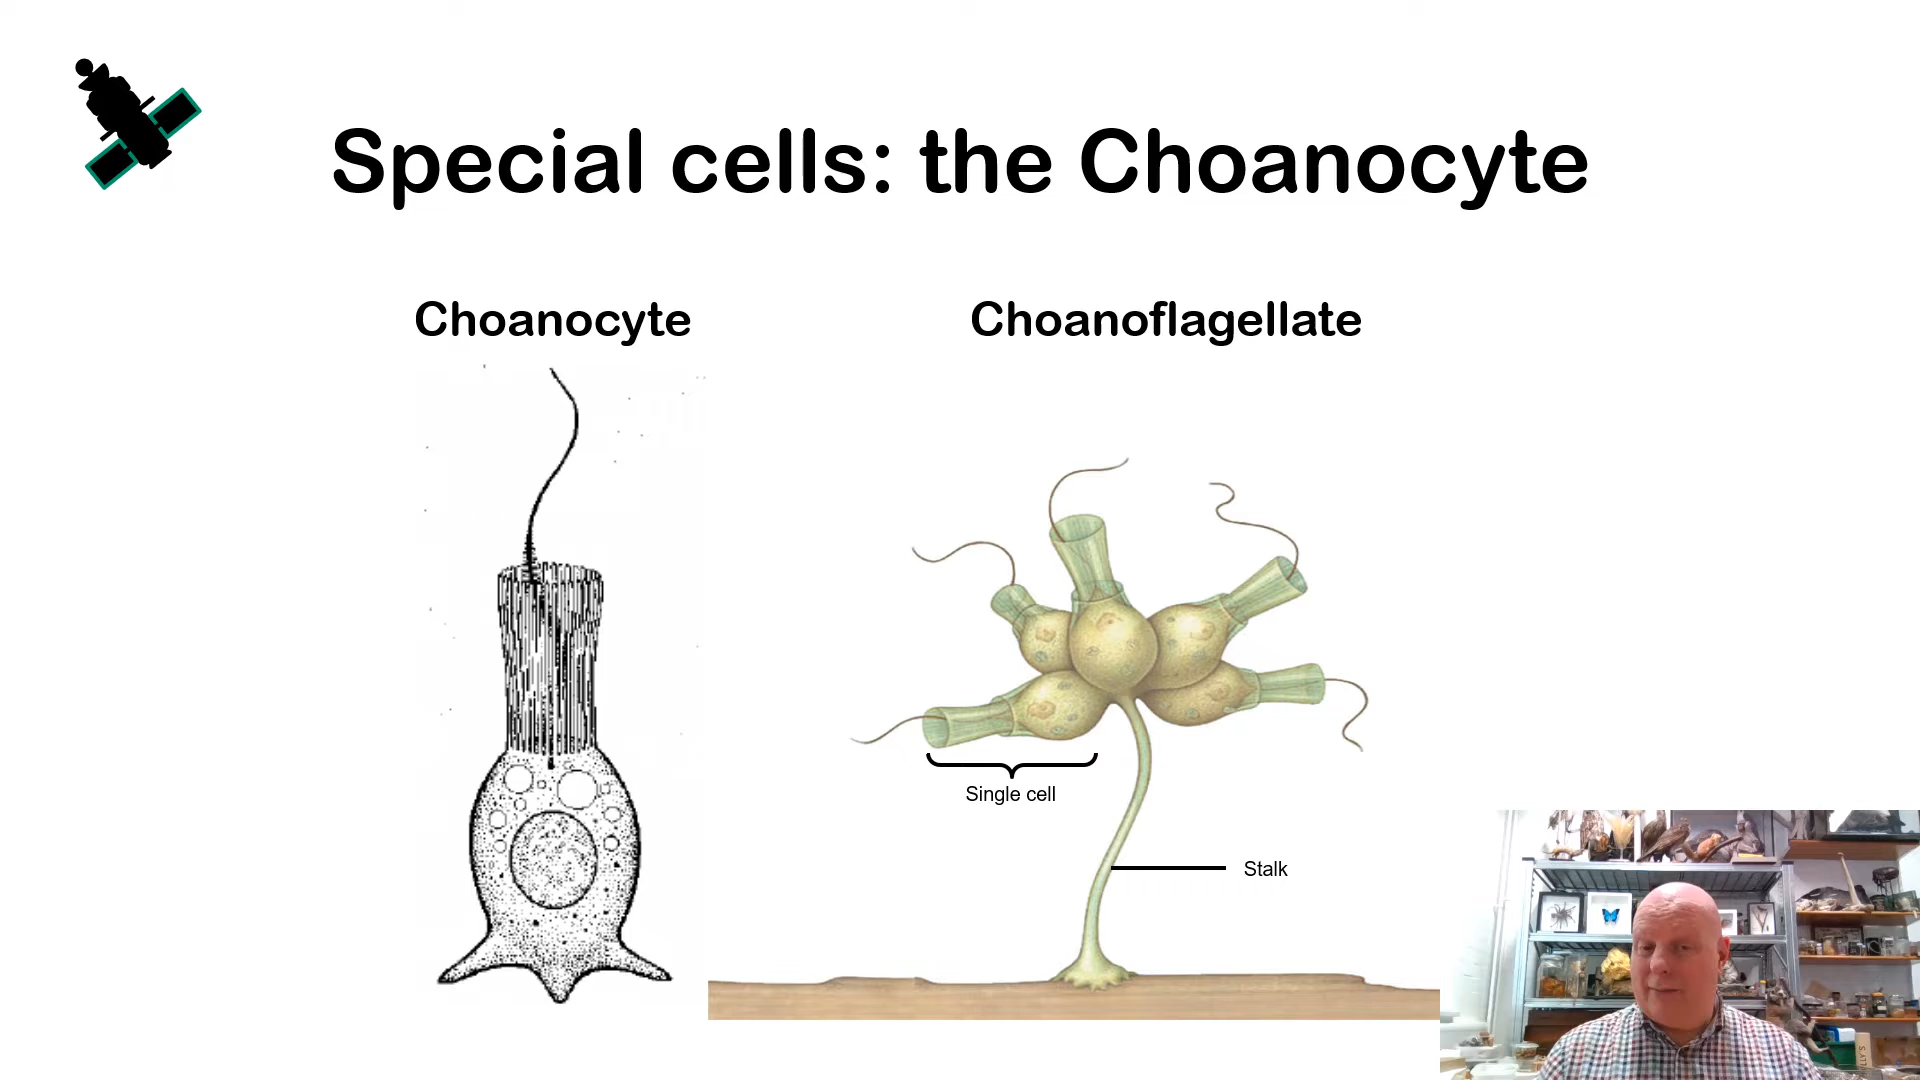 Special cells: the Choanocyte
Choanocyte
Choanoflagellate
Single cell
Stalk